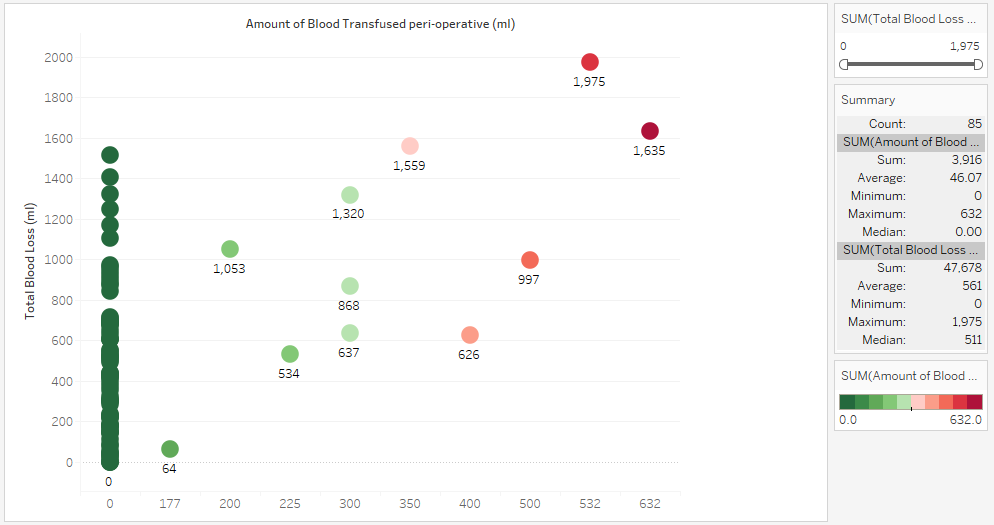 Amount of Blood Transfused peri-operative (ml)
Total Blood Loss (ml)
2000
1800
1600
1400
1200
1000
800
600
400
200
0
1,975
1,635
1,559
1,320
1,053
997
868
637
626
534
64
0
0 177 200 225 300 350 400 500 532 632
SUM(Total Blood Loss ...
0 1,975
Summary
Count: 85
SUM(Amount of Blood ...
Sum: 3,916
Average: 46.07
Minimum: 0
Maximum: 632
Median: 0.00
SUM(Total Blood Loss ...
Sum: 47,678
Average: 561
Minimum: 0
Maximum: 1,975
Median: 511
SUM(Amount of Blood ...
0.0 632.0